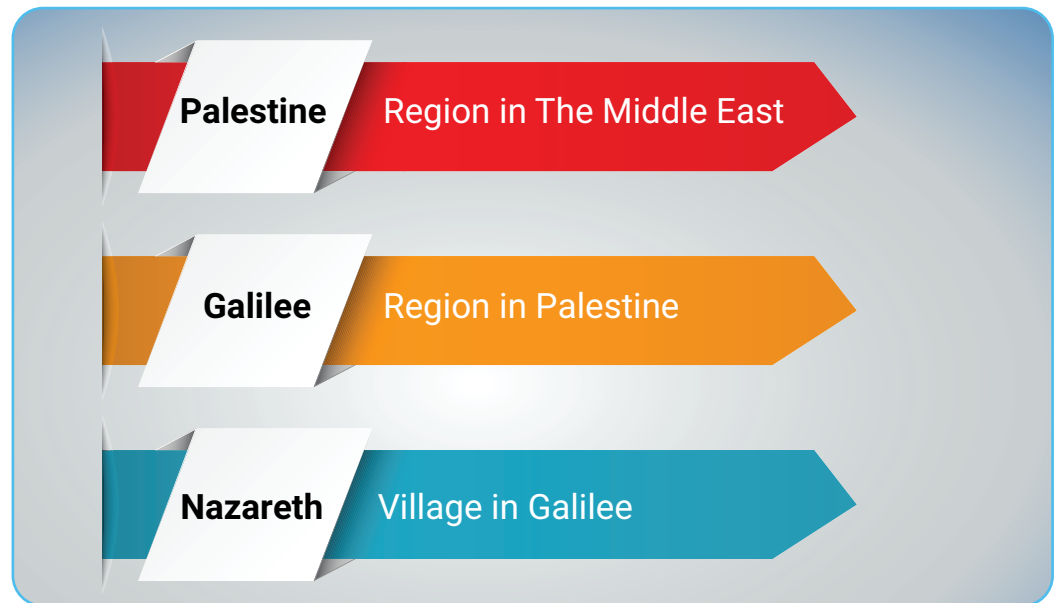 Palestine Region in The Middle East
Galilee Region in Palestine
Nazareth Village in Galilee